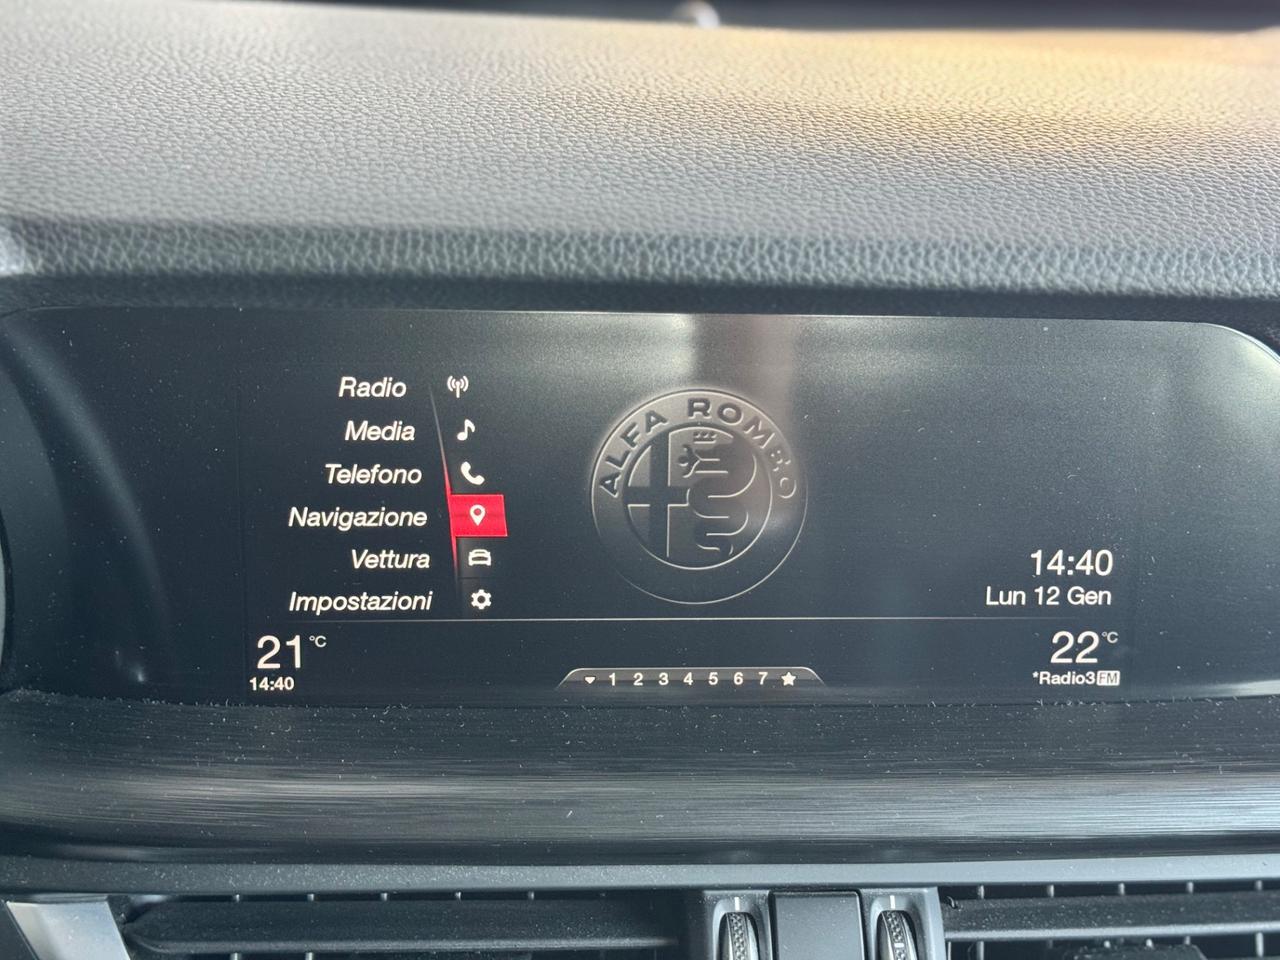 Radio
Media
Telefono
Navigazione
Vettura
Impostazioni
ALFA ROMEO
14:40
Lun 12 Gen
21 °C
14:40
1 2 3 4 5 6 7
22 °C
*Radio3 FM